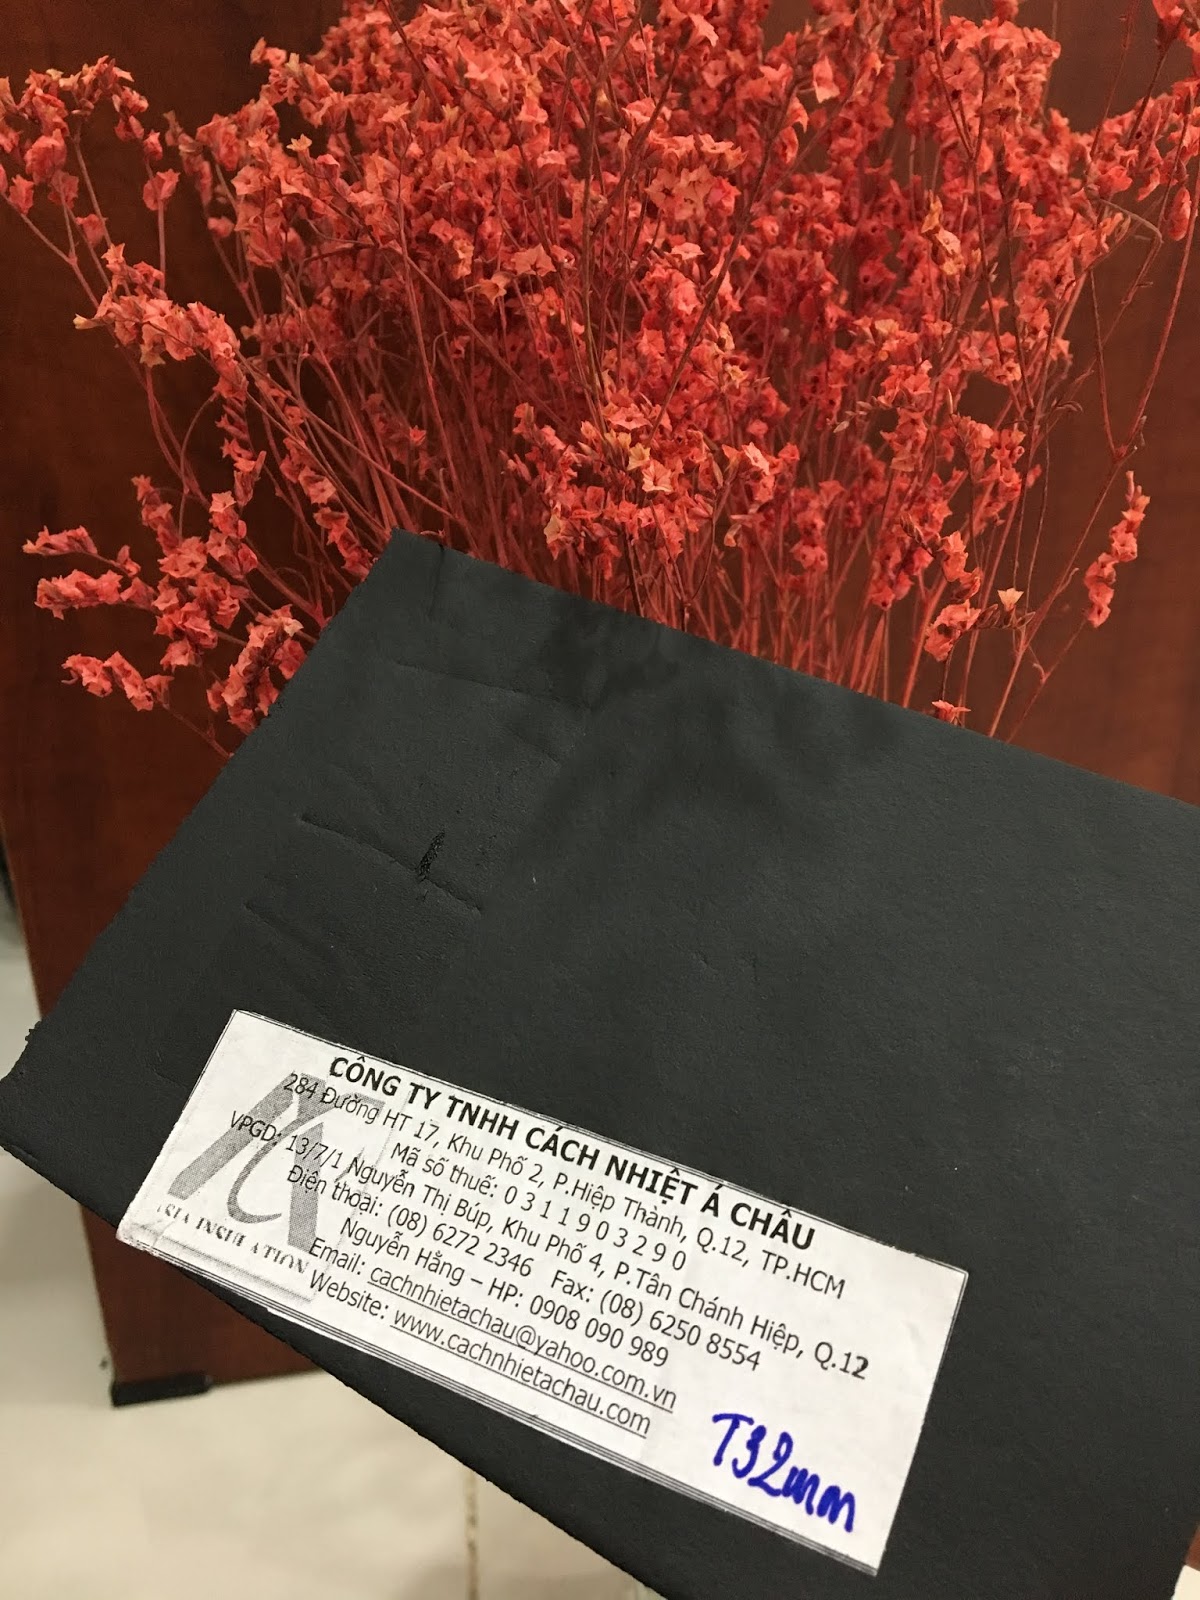 CÔNG TY TNHH CÁCH NHIỆT Á CHÂU
284 Đường HT 17, Khu Phố 2, P.Hiệp Thành, Q.12, TP.HCM
Mã số thuế: 0 3 1 1 9 0 3 2 9 0
VPGD: 13/7/1 Nguyễn Thị Búp, Khu Phố 4, P.Tân Chánh Hiệp, Q.12
Điện thoại: (08) 6272 2346 Fax: (08) 6250 8554
Nguyễn Hằng – HP: 0908 090 989
Email: cachnhietachau@yahoo.com.vn
Website: www.cachnhietachau.com
ASIA INSULATION
T32mm